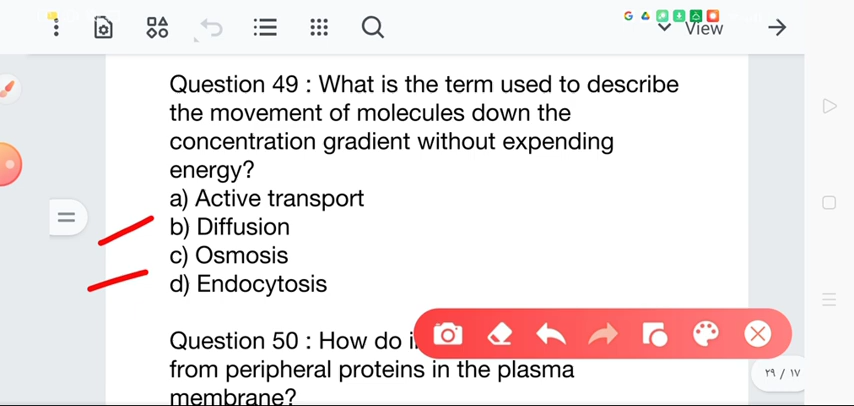 View
Question 49 : What is the term used to describe
the movement of molecules down the
concentration gradient without expending
energy?
a) Active transport
b) Diffusion
c) Osmosis
d) Endocytosis
Question 50 : How do i
from peripheral proteins in the plasma
membrane?
٢٩ / ١٧